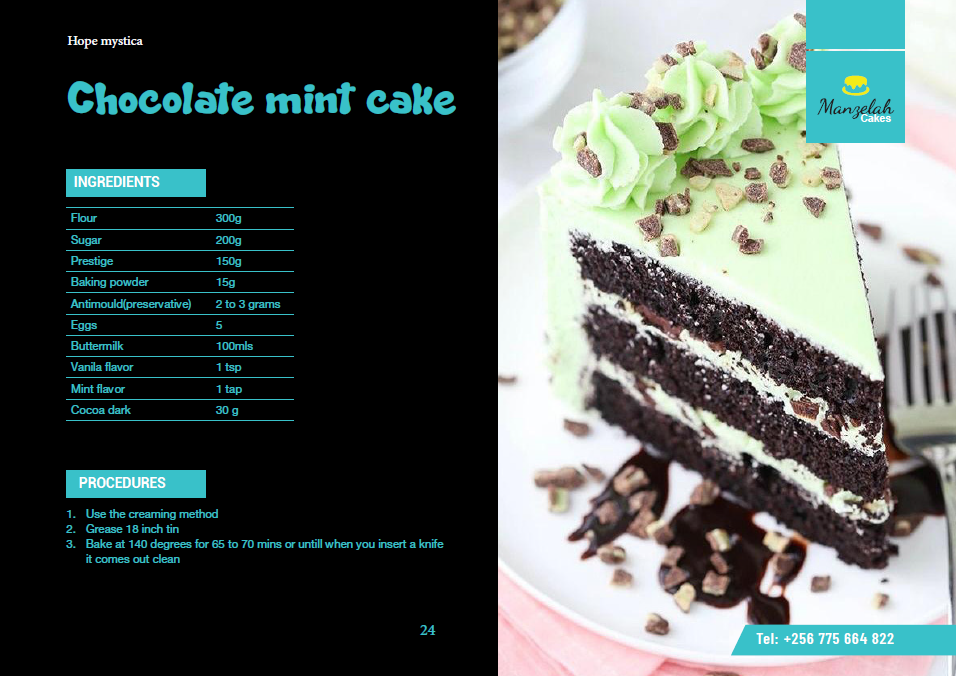 Hope mystica
Chocolate mint cake
INGREDIENTS
Flour 300g
Sugar 200g
Prestige 150g
Baking powder 15g
Antimould(preservative) 2 to 3 grams
Eggs 5
Buttermilk 100mls
Vanila flavor 1 tsp
Mint flavor 1 tap
Cocoa dark 30 g
PROCEDURES
1. Use the creaming method
2. Grease 18 inch tin
3. Bake at 140 degrees for 65 to 70 mins or untill when you insert a knife
it comes out clean
24
Manzelah
Cakes
Tel: +256 775 664 822